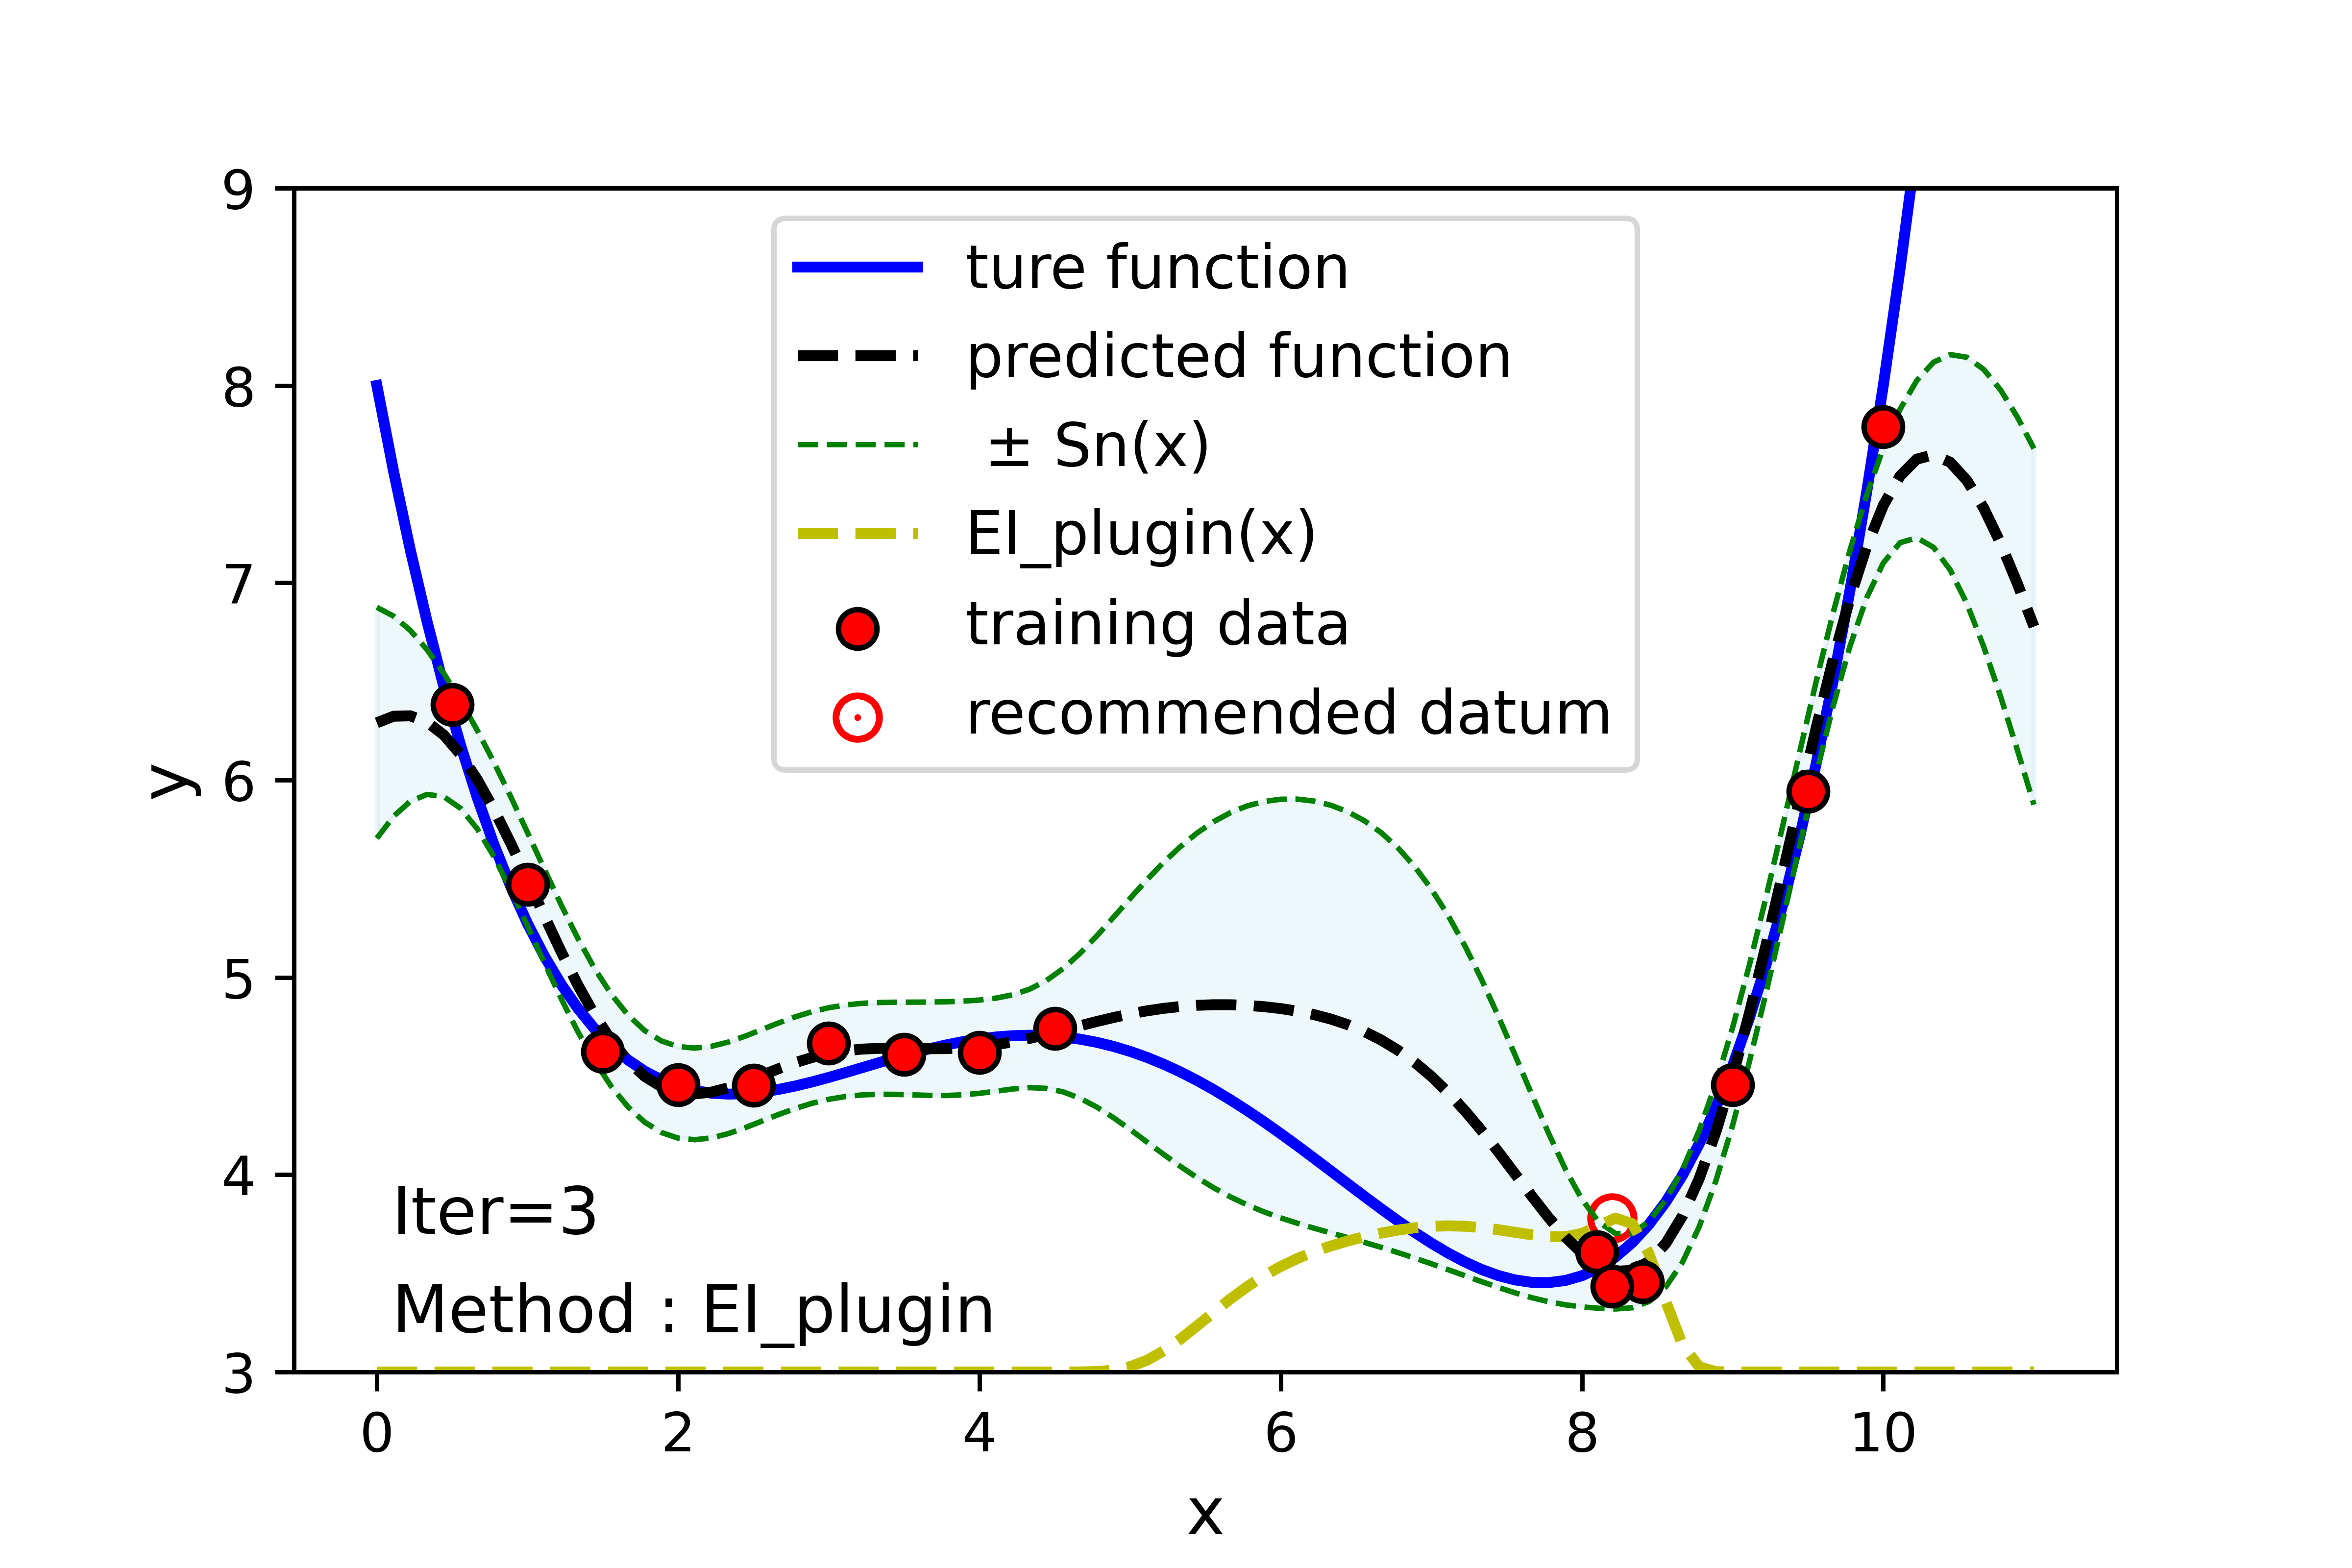 9
8
7
6
5
4
3
y
ture function
predicted function
± Sn(x)
EI_plugin(x)
training data
recommended datum
Iter=3
Method : EI_plugin
0 2 4 6 8 10
x